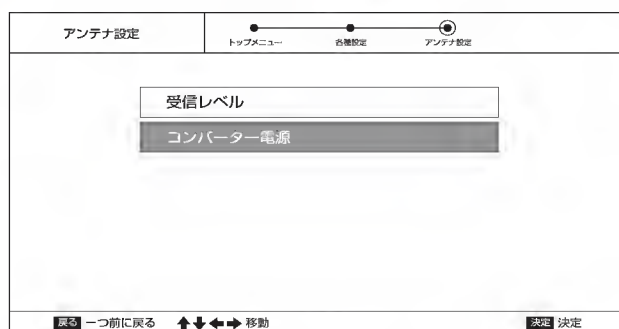 アンテナ設定
トップメニュー 各種設定 アンテナ設定
受信レベル
コンバーター電源
戻る 一つ前に戻る 移動 決定 決定